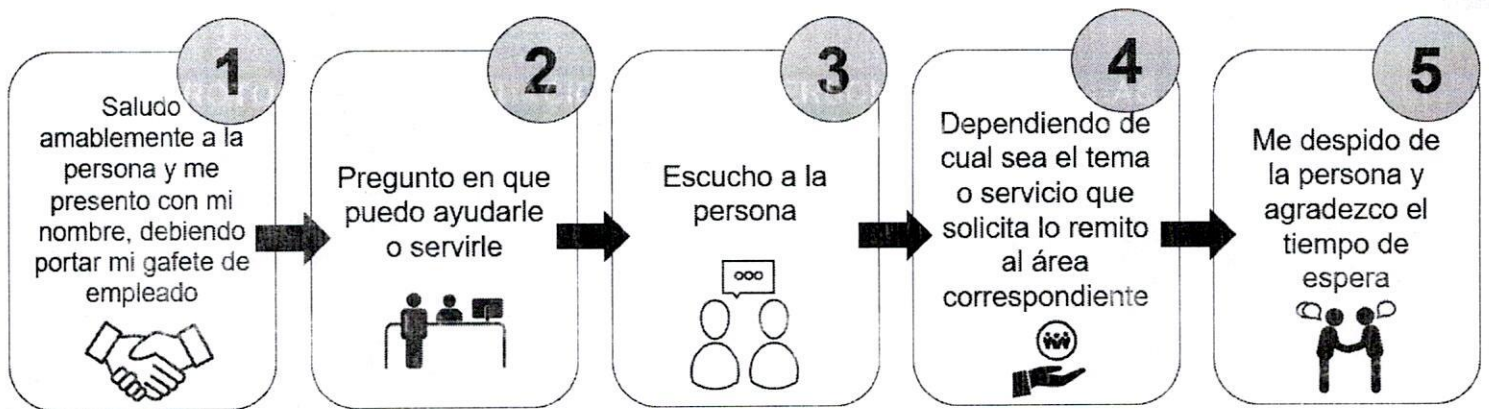 1
Saludo
amablemente a la
persona y me
presento con mi
nombre, debiendo
portar mi gafete de
empleado
2
Pregunto en que
puedo ayudarle
o servirle
3
Escucho a la
persona
4
Dependiendo de
cual sea el tema
o servicio que
solicita lo remito
al área
correspondiente
5
Me despido de
la persona y
agradezco el
tiempo de
espera